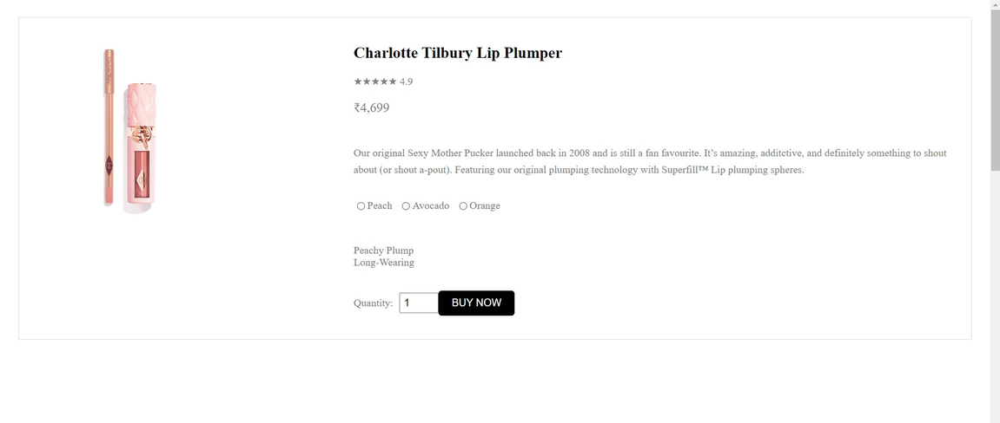 Charlotte Tilbury Lip Plumper
★★★★★ 4.9
₹4,699
Our original Sexy Mother Pucker launched back in 2008 and is still a fan favourite. It’s amazing, additctive, and definitely something to shout
about (or shout a-pout). Featuring our original plumping technology with Superfill™ Lip plumping spheres.
Peach Avocado Orange
Peachy Plump
Long-Wearing
Quantity: 1 BUY NOW